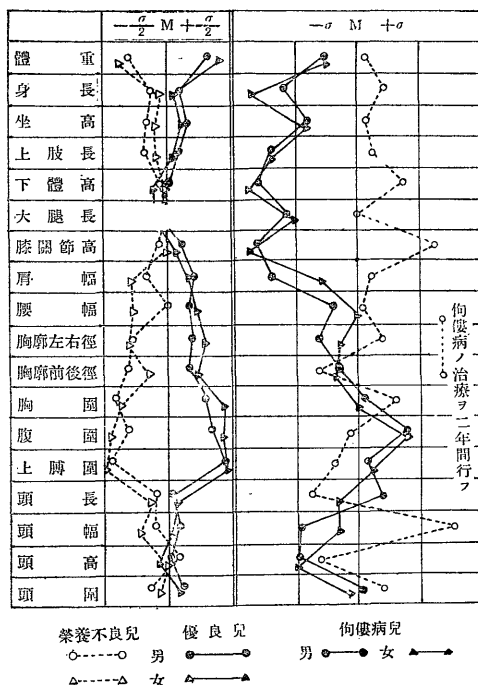 −σ/2 M +−σ/2
−σ M +σ
體重
身長
坐高
上肢長
下體高
大腿長
膝關節高
肩幅
腰幅
胸廓左右徑
胸廓前後徑
胸圍
腹圍
上膊圍
頭長
頭幅
頭高
頭圍
佝僂病ノ治療ヲ二年間行フ
榮養不良兒 優良兒 佝僂病兒
男 男 女
女